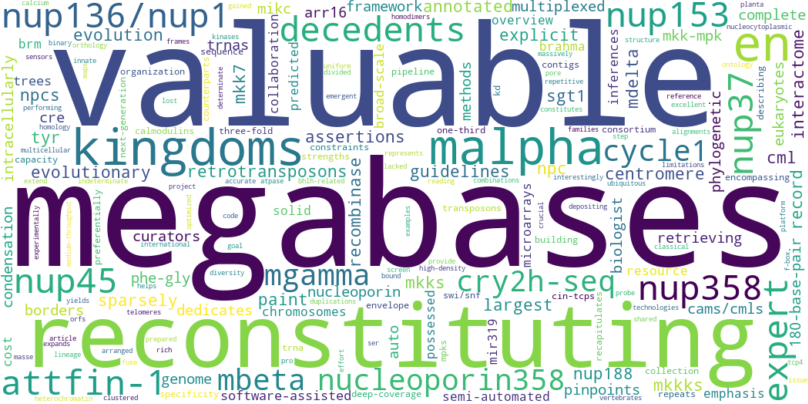 nup136/nup1
valuable
decedents
nup153
en
kingdoms
malpha
megabases
reconstituting
nup45
nup358
nup37
expert
attfin-1
mbeta
mgamma
nucleoporin358
cry2h-seq
cycle1
evolution
mikc
arr16
framework
annotated
multiplexed
overview
explicit
complete
brm
trnas
trees
organization
sequence
npcs
cre
tyr
mkk7
collaboration
predicted
broad-scale
methods
brahma
contigs
pipeline
kd
sgt1
inferences
mdelta
mkk-mpk
eukaryotes
describing
interactome
intracellularly
next-generation
counterparts
three-fold
calmodulins
strengths
assertions
constraints
one-third
consortium
phylogenetic
cml
encompassing
evolutionary
retrotransposons
guidelines
npc
centromere
capacity
recombinase
solid
transposons
microarrays
building
biologist
retrieving
curators
condensation
experimentally
preferentially
phe-gly
mkks
nucleoporin
high-density
swi/snf
cin-tcps
resource
cams/cmls
180-base-pair
record
sparsely
dedicates
paint
chromosomes
envelope
largest
possessed
auto
mir319
recapitulates
borders
cost
article
expands
telomeres
genome
specificity
software-assisted
deep-coverage
semi-automated
nup188
pinpoints
repeats
mkkks
emphasis
collection
shared
technologies
classical
platform
f-box
tcp4
heterochromatin
clustered
lineage
arranged
prepared
rich
yields
orfs
helps
diversity
international
project
code
goal
optimized
accurate
atpase
bhlh-related
lacked
represents
combinations
interestingly
ubiquitous
limitations
reading
extend
indeterminate
examples
provide
screen
bound
duplications
trna
effort
mpks
ser
probe
crucial
depositing
performing
multicellular
emergent
constitutes
step
alignments
families
reference
excellent
massively
structure
repetitive
pore
ontology
nucleocytoplasmic
planta
gained
homodimers
frames
kinases
orthology
calcium
sensors
binary
innate
lost
homology
divided
uniform
determinate
vertebrates